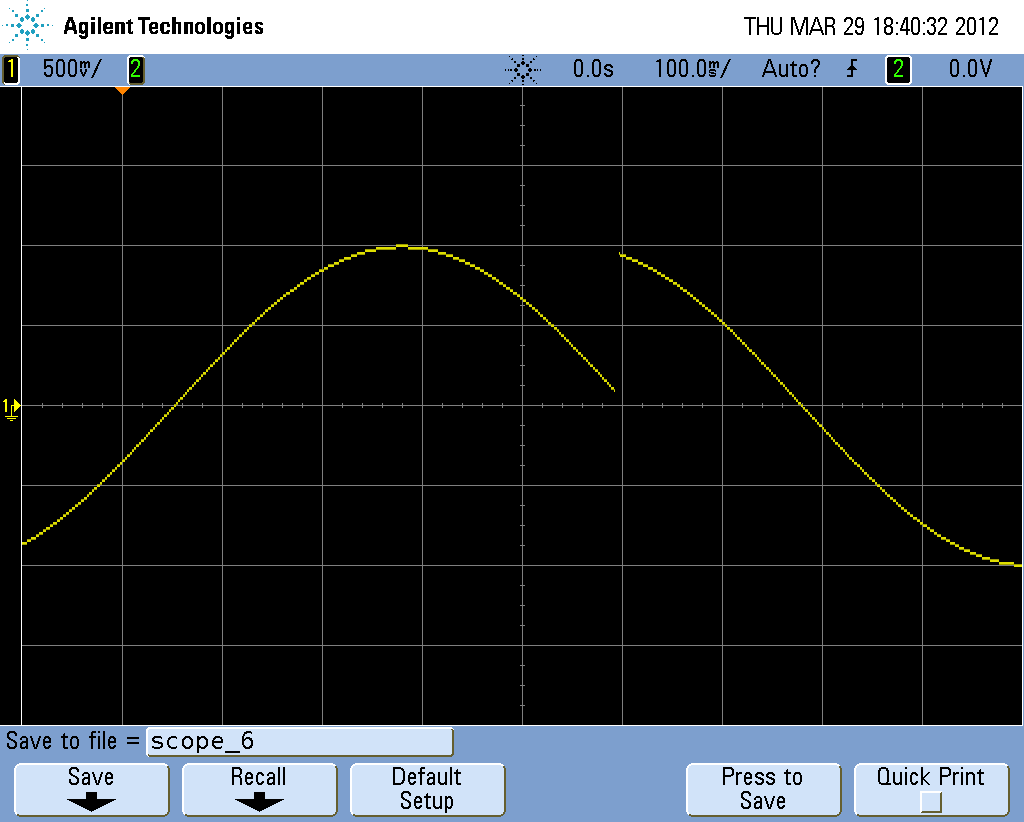 Agilent Technologies THU MAR 29 18:40:32 2012
1 500mV/ 2 0.0s 100.0ms/ Auto? 2 0.0V
1
Save to file = scope_6
Save Recall Default Setup Press to Save Quick Print